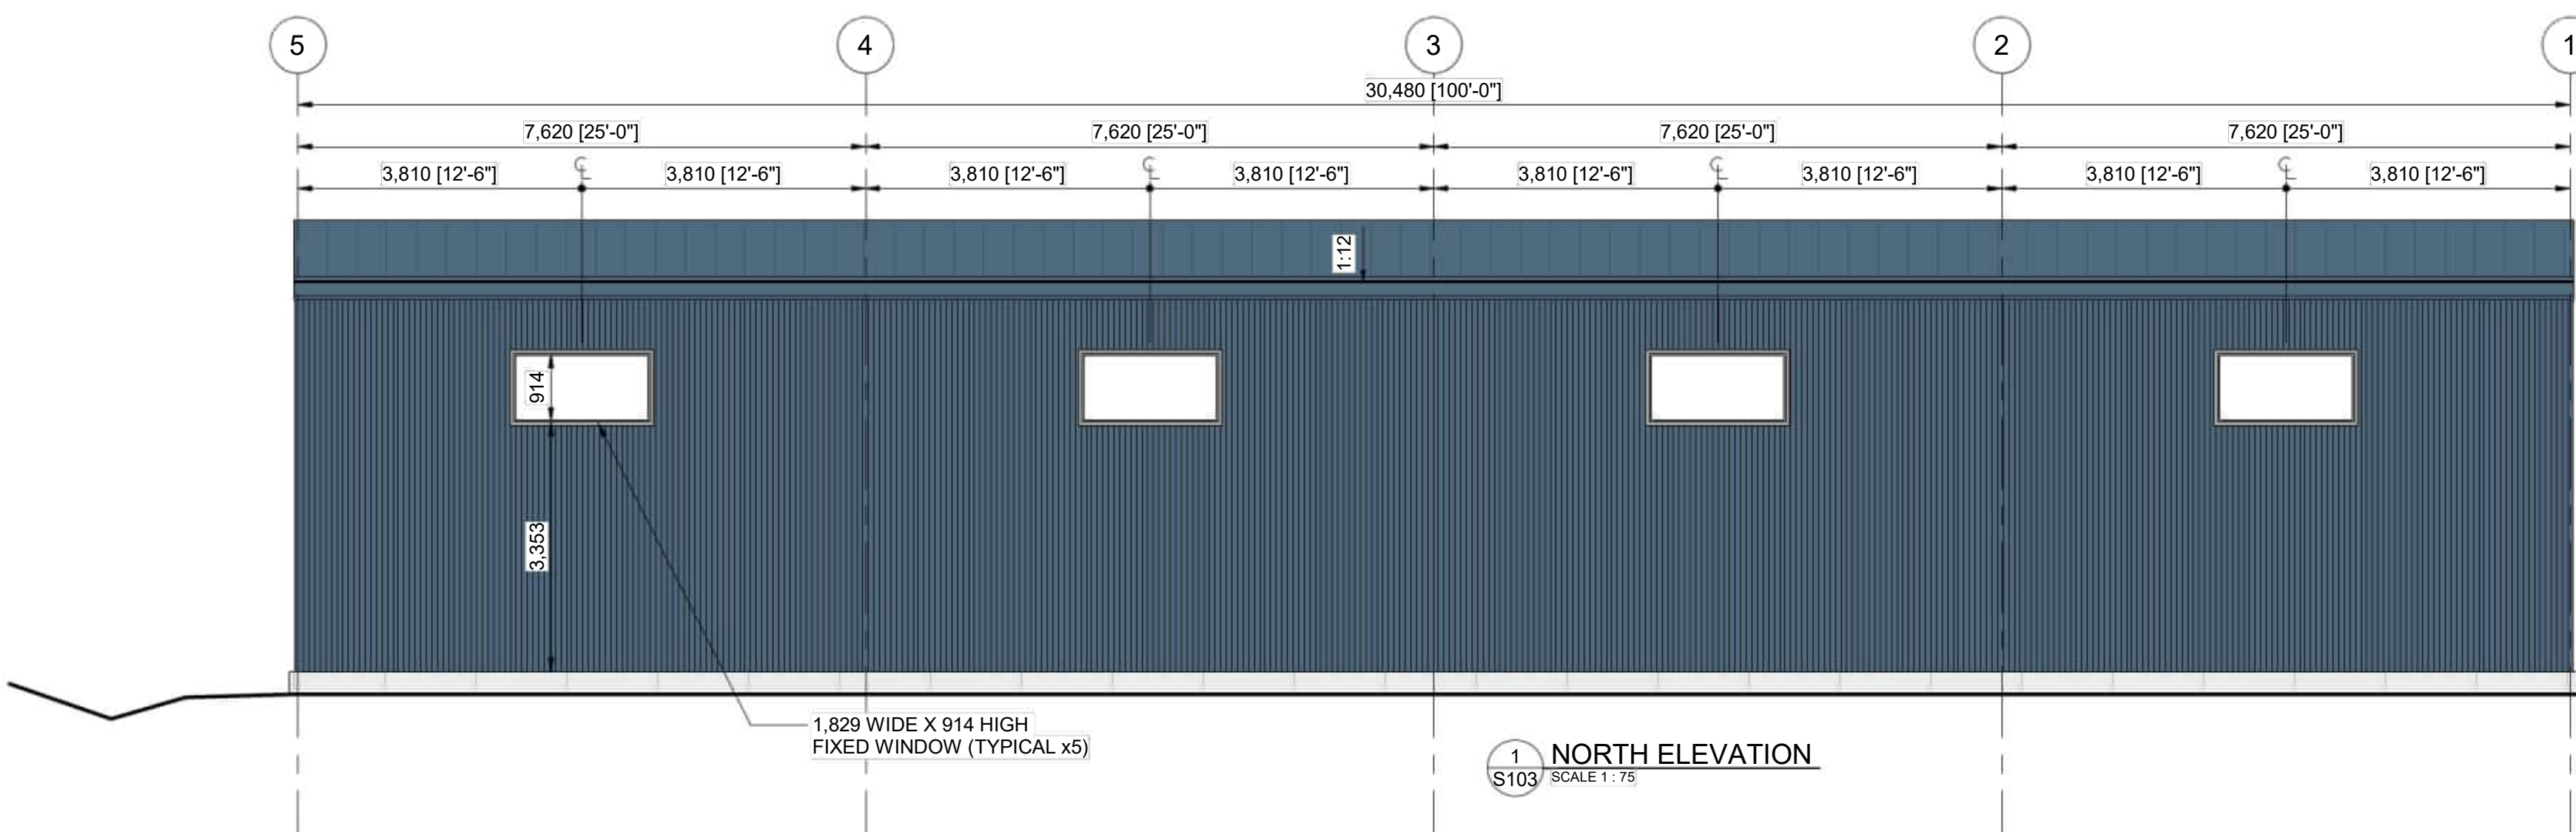 5 4 3 2 1
30,480 [100'-0"]
7,620 [25'-0"] 7,620 [25'-0"] 7,620 [25'-0"] 7,620 [25'-0"]
℄ ℄ ℄ ℄
3,810 [12'-6"] 3,810 [12'-6"] 3,810 [12'-6"] 3,810 [12'-6"] 3,810 [12'-6"] 3,810 [12'-6"] 3,810 [12'-6"] 3,810 [12'-6"]
1:12
914
3,353
1,829 WIDE X 914 HIGH
FIXED WINDOW (TYPICAL x5)
1
S103
NORTH ELEVATION
SCALE 1 : 75